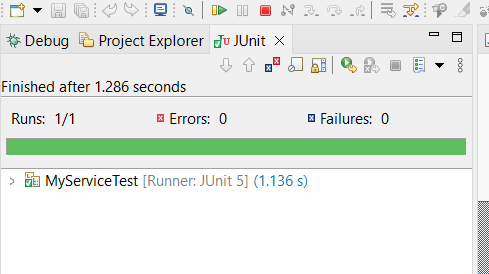 Debug Project Explorer JUnit
Finished after 1.286 seconds
Runs: 1/1 Errors: 0 Failures: 0
MyServiceTest [Runner: JUnit 5] (1.136 s)